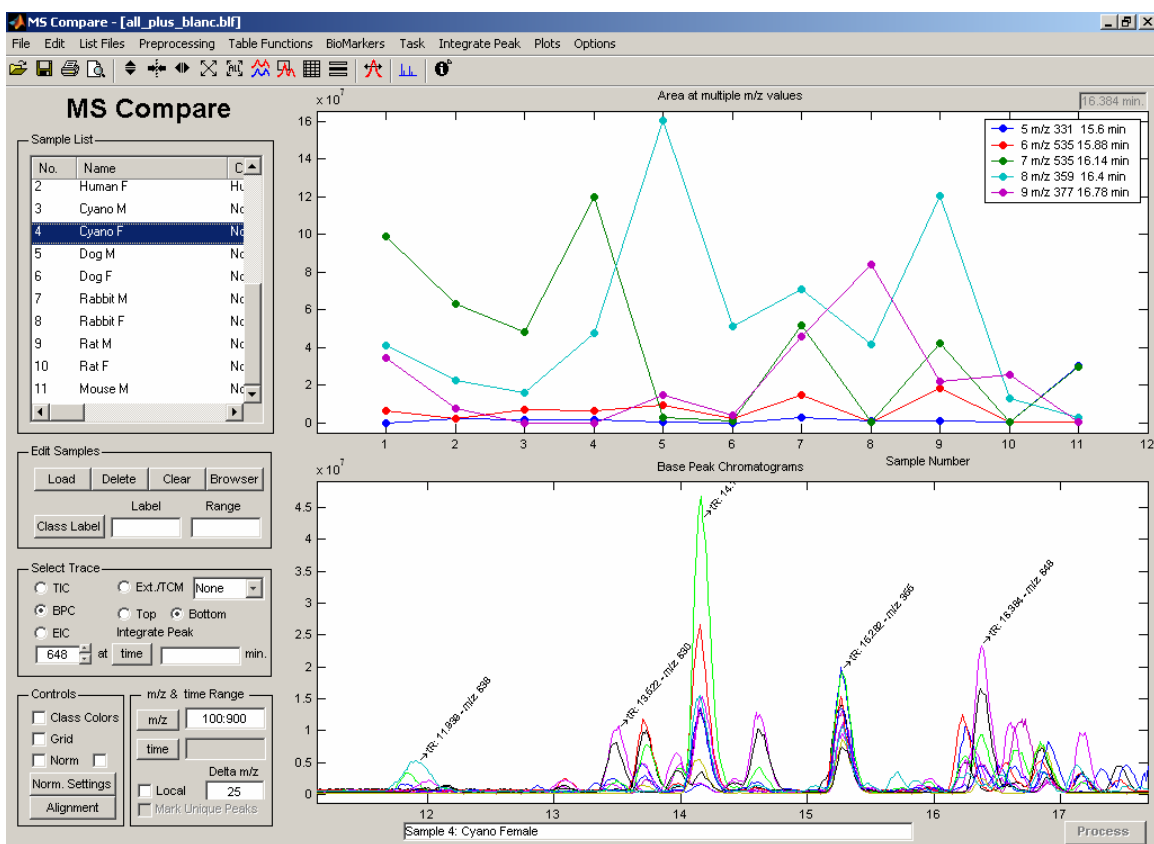 MS Compare - [all_plus_blanc.blf]
File Edit List Files Preprocessing Table Functions BioMarkers Task Integrate Peak Plots Options
MS Compare
Sample List
No. Name
2 Human F
3 Cyano M
4 Cyano F
5 Dog M
6 Dog F
7 Rabbit M
8 Rabbit F
9 Rat M
10 Rat F
11 Mouse M
Edit Samples
Load Delete Clear Browser
Label Range
Class Label
Select Trace
TIC Ext./TCM None
BPC Top Bottom
EIC Integrate Peak
648 at time min.
Controls
Class Colors
Grid
Norm
Norm. Settings
Alignment
m/z & time Range
m/z 100:900
time
Delta m/z
Local 25
Mark Unique Peaks
Area at multiple m/z values
16.384 min.
x 10^7
16
14
12
10
8
6
4
2
0
1 2 3 4 5 6 7 8 9 10 11 12
Sample Number
5 m/z 331 15.6 min
6 m/z 535 15.88 min
7 m/z 535 16.14 min
8 m/z 359 16.4 min
9 m/z 377 16.78 min
Base Peak Chromatograms
x 10^7
4.5
4
3.5
3
2.5
2
1.5
1
0.5
0
→tR: 14.
→tR: 16.384 - m/z 648
12 13 14 15 16 17
Sample 4: Cyano Female
Process